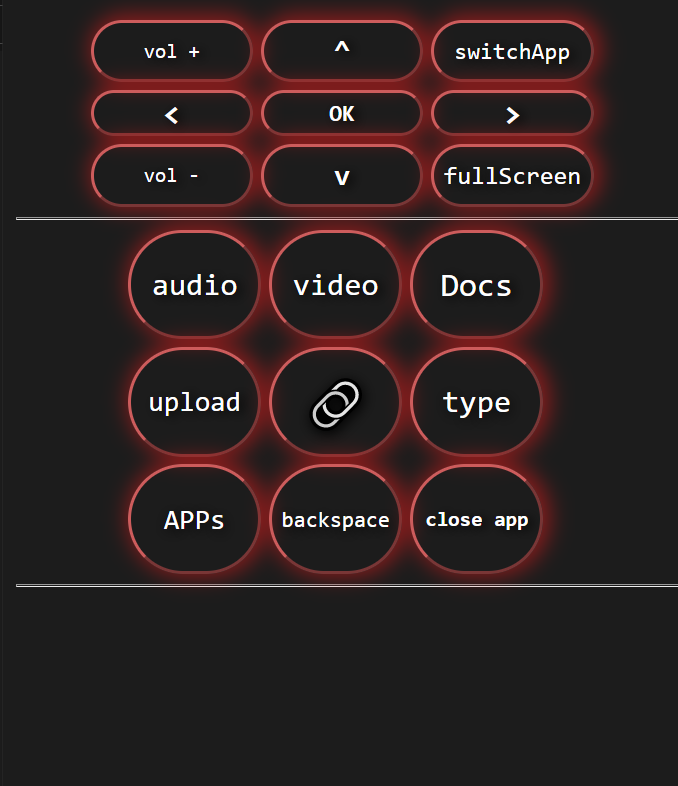 vol + ^ switchApp
< OK >
vol - v fullScreen
audio video Docs
upload type
APPs backspace close app